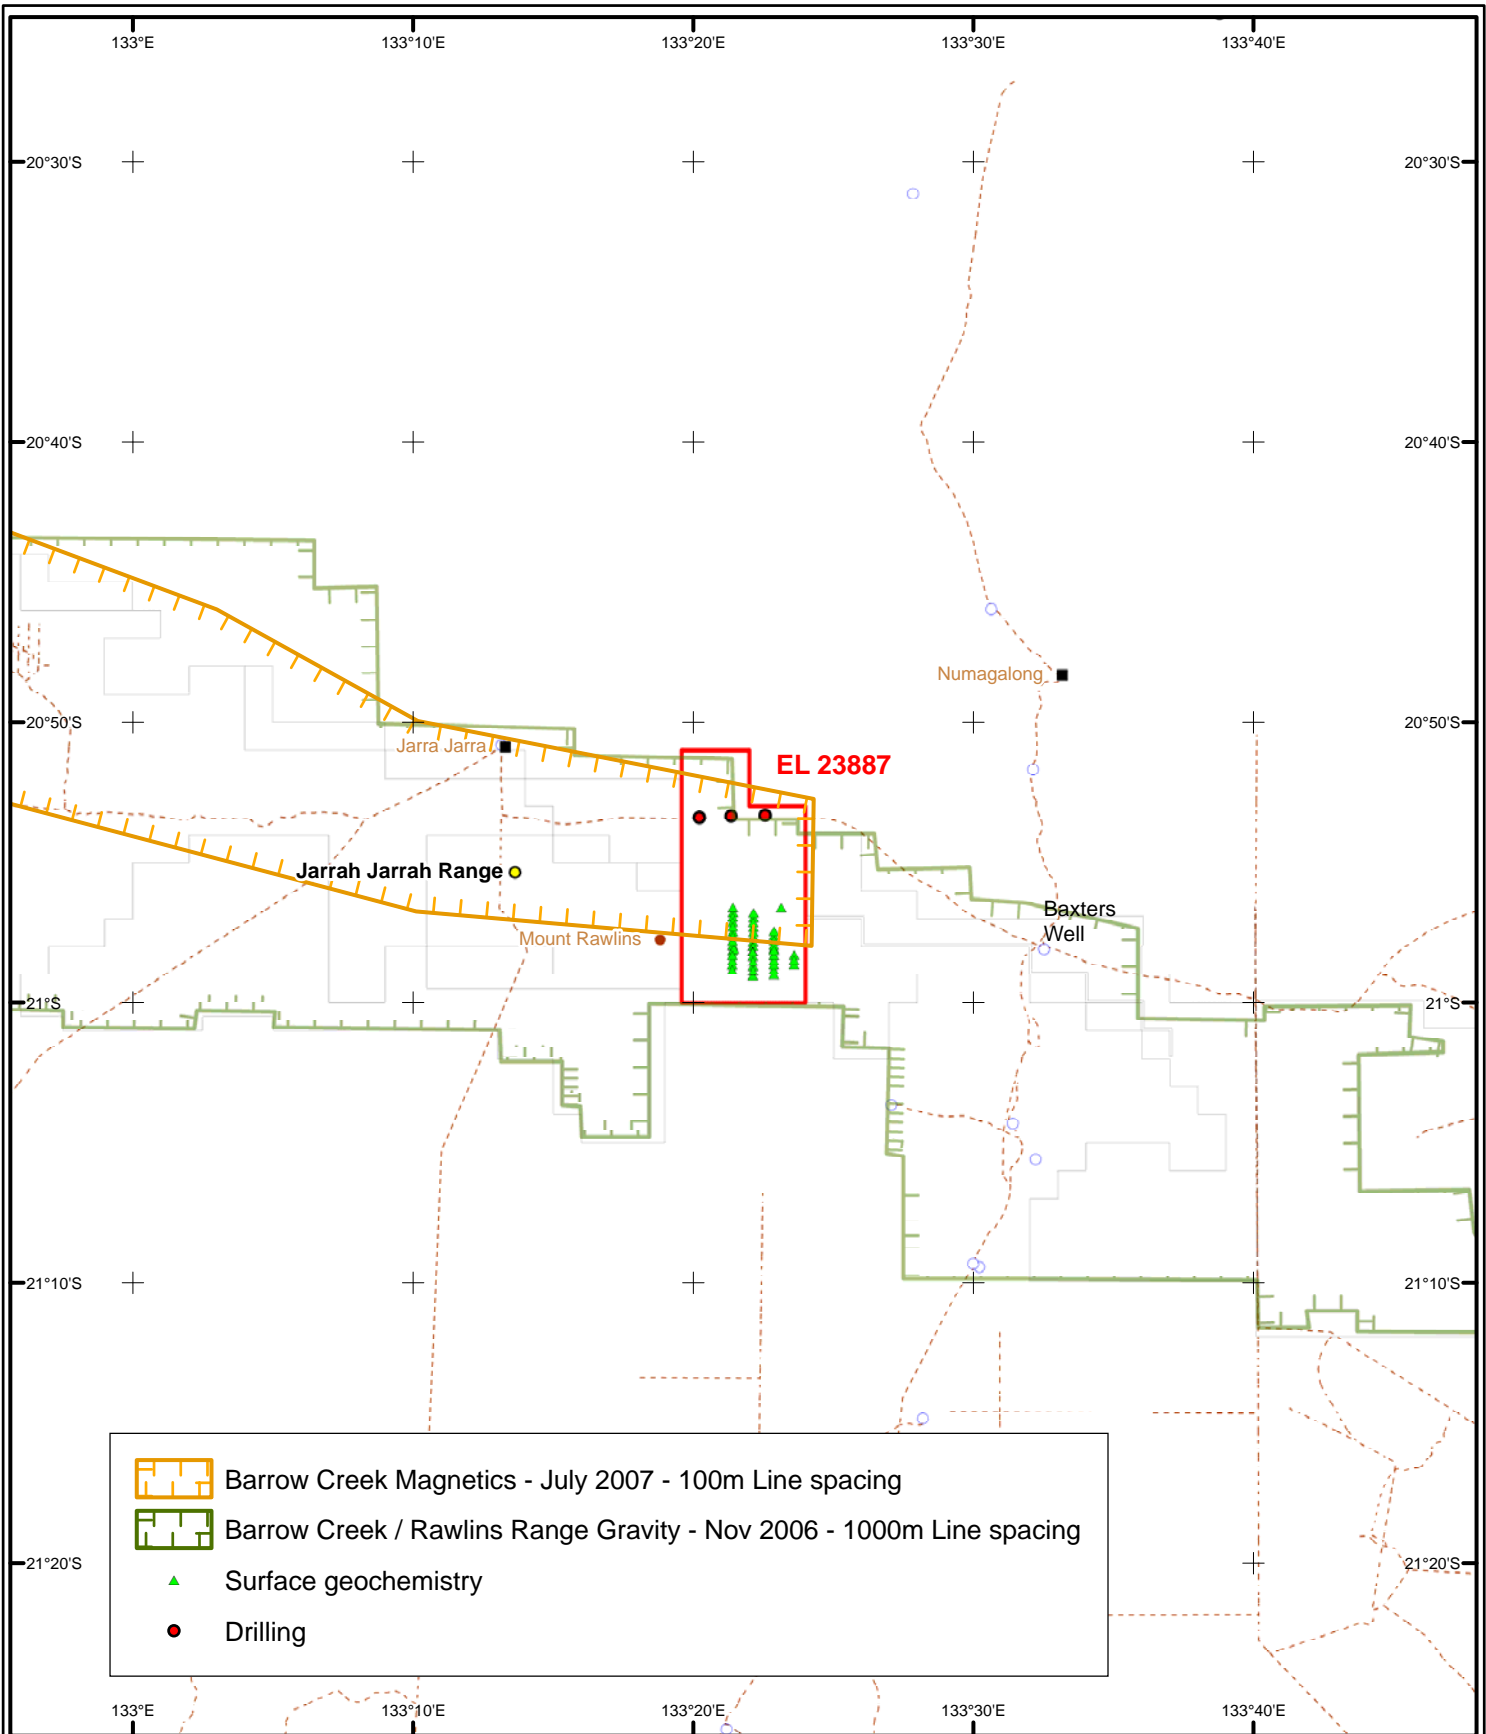 133°E
133°10'E
133°20'E
133°30'E
133°40'E
20°30'S
20°30'S
20°40'S
20°40'S
Numagalong
20°50'S
20°50'S
Jarra Jarra
EL 23887
Jarrah Jarrah Range
Baxters
Well
Mount Rawlins
21°S
21°S
21°10'S
21°10'S
Barrow Creek Magnetics - July 2007 - 100m Line spacing
Barrow Creek / Rawlins Range Gravity - Nov 2006 - 1000m Line spacing
21°20'S
21°20'S
Surface geochemistry
Drilling
133°E
133°10'E
133°20'E
133°30'E
133°40'E